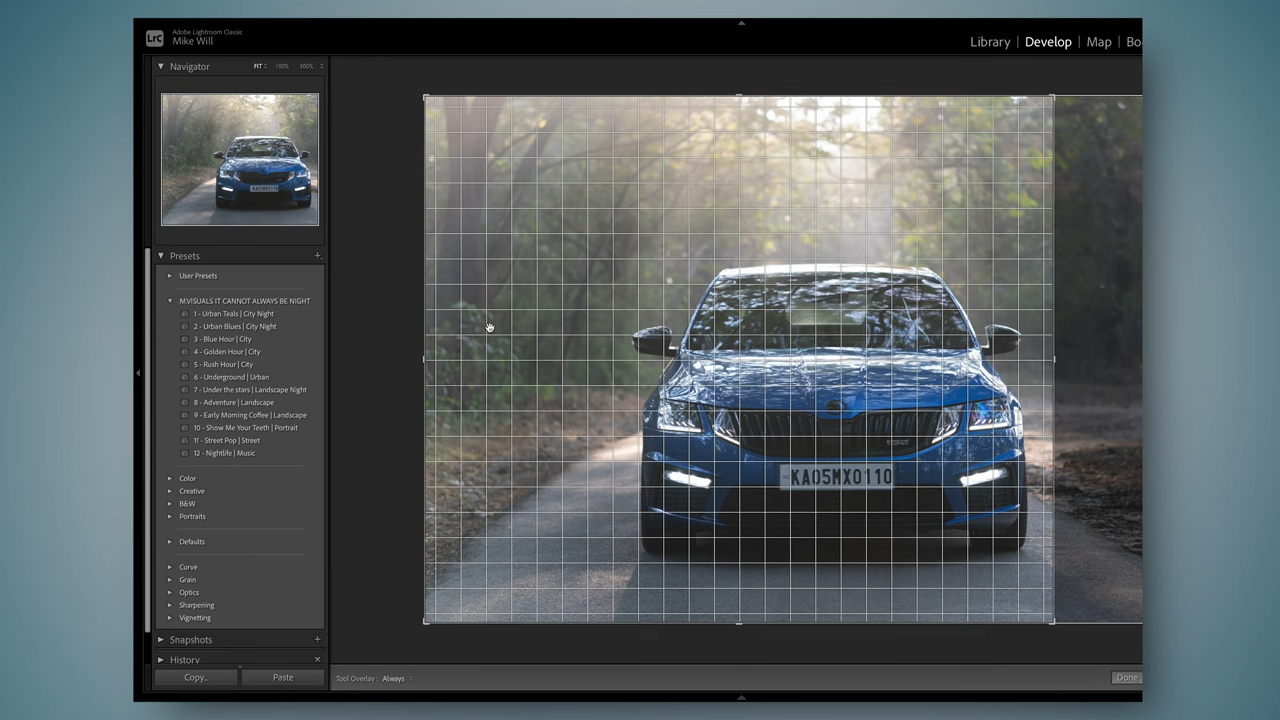 LrC
Adobe Lightroom Classic
Mike Will
Library | Develop | Map | Bo
Navigator
FIT 100% 300%
Presets
User Presets
M.VISUALS IT CANNOT ALWAYS BE NIGHT
1 - Urban Teals | City Night
2 - Urban Blues | City Night
3 - Blue Hour | City
4 - Golden Hour | City
5 - Rush Hour | City
6 - Underground | Urban
7 - Under the stars | Landscape Night
8 - Adventure | Landscape
9 - Early Morning Coffee | Landscape
10 - Show Me Your Teeth | Portrait
11 - Street Pop | Street
12 - Nightlife | Music
Color
Creative
B&W
Portraits
Defaults
Curve
Grain
Optics
Sharpening
Vignetting
Snapshots
History
Copy...
Paste
KA05MX0110
Tool Overlay: Always
Done